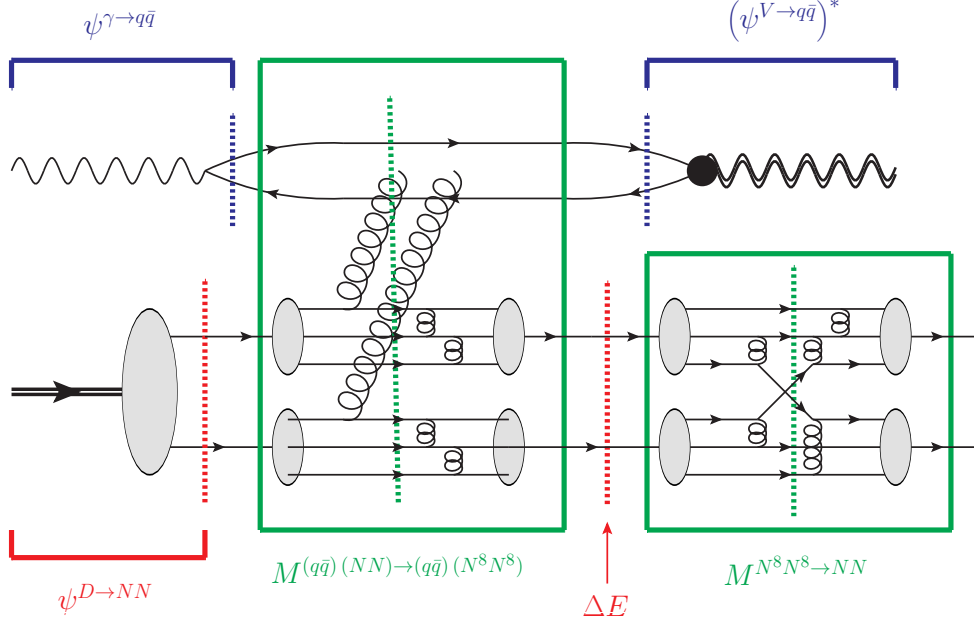 ψ^{γ→qq̄}
(ψ^{V→qq̄})^*
M^{(qq̄)(NN)→(qq̄)(N^8N^8)}
M^{N^8N^8→NN}
ψ^{D→NN}
ΔE